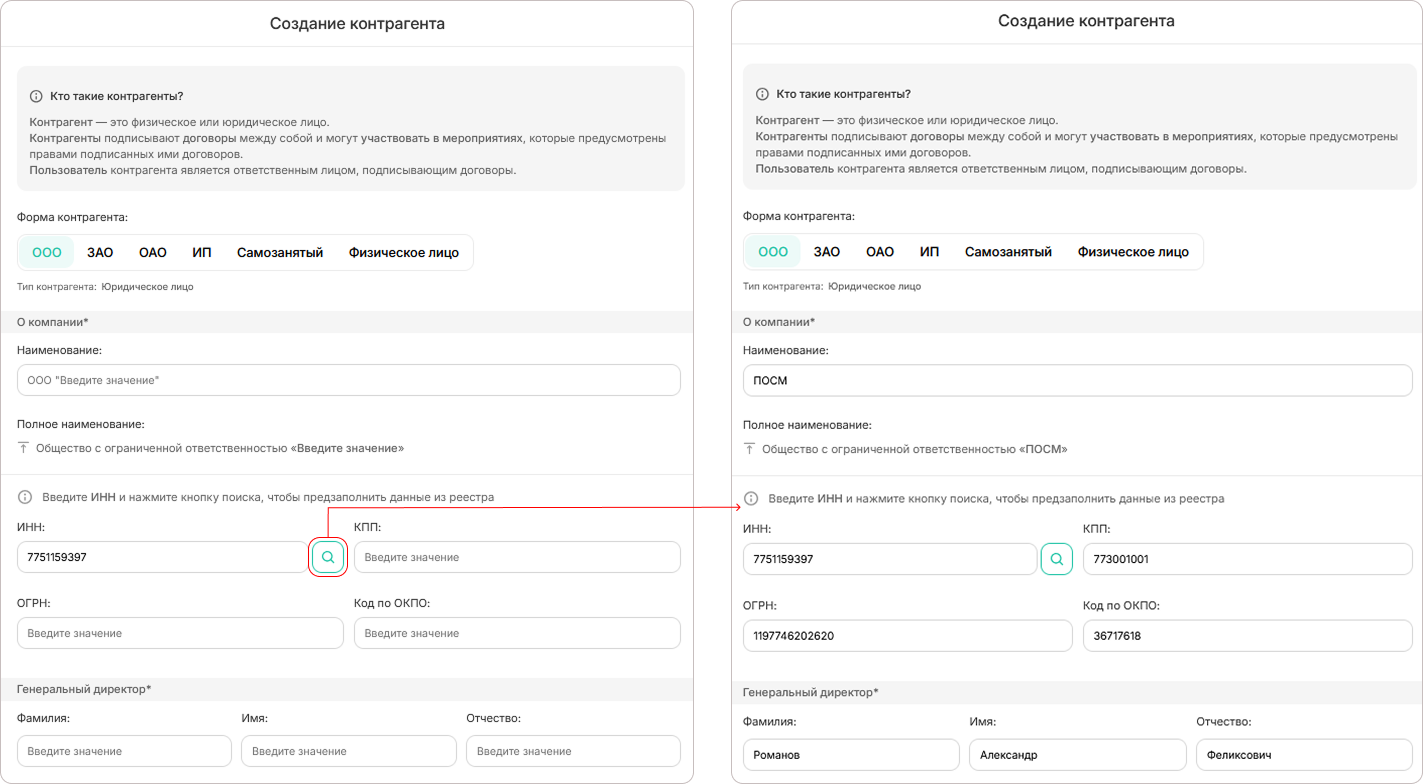 Создание контрагента
Кто такие контрагенты?
Контрагент — это физическое или юридическое лицо.
Контрагенты подписывают договоры между собой и могут участвовать в мероприятиях, которые предусмотрены
правами подписанных ими договоров.
Пользователь контрагента является ответственным лицом, подписывающим договоры.
Форма контрагента:
ООО ЗАО ОАО ИП Самозанятый Физическое лицо
Тип контрагента: Юридическое лицо
О компании*
Наименование:
ООО "Введите значение"
Полное наименование:
Общество с ограниченной ответственностью «Введите значение»
Введите ИНН и нажмите кнопку поиска, чтобы предзаполнить данные из реестра
ИНН: КПП:
7751159397 Введите значение
ОГРН: Код по ОКПО:
Введите значение Введите значение
Генеральный директор*
Фамилия: Имя: Отчество:
Введите значение Введите значение Введите значение
Создание контрагента
Кто такие контрагенты?
Контрагент — это физическое или юридическое лицо.
Контрагенты подписывают договоры между собой и могут участвовать в мероприятиях, которые предусмотрены
правами подписанных ими договоров.
Пользователь контрагента является ответственным лицом, подписывающим договоры.
Форма контрагента:
ООО ЗАО ОАО ИП Самозанятый Физическое лицо
Тип контрагента: Юридическое лицо
О компании*
Наименование:
ПОСМ
Полное наименование:
Общество с ограниченной ответственностью «ПОСМ»
Введите ИНН и нажмите кнопку поиска, чтобы предзаполнить данные из реестра
ИНН: КПП:
7751159397 773001001
ОГРН: Код по ОКПО:
1197746202620 36717618
Генеральный директор*
Фамилия: Имя: Отчество:
Романов Александр Феликсович